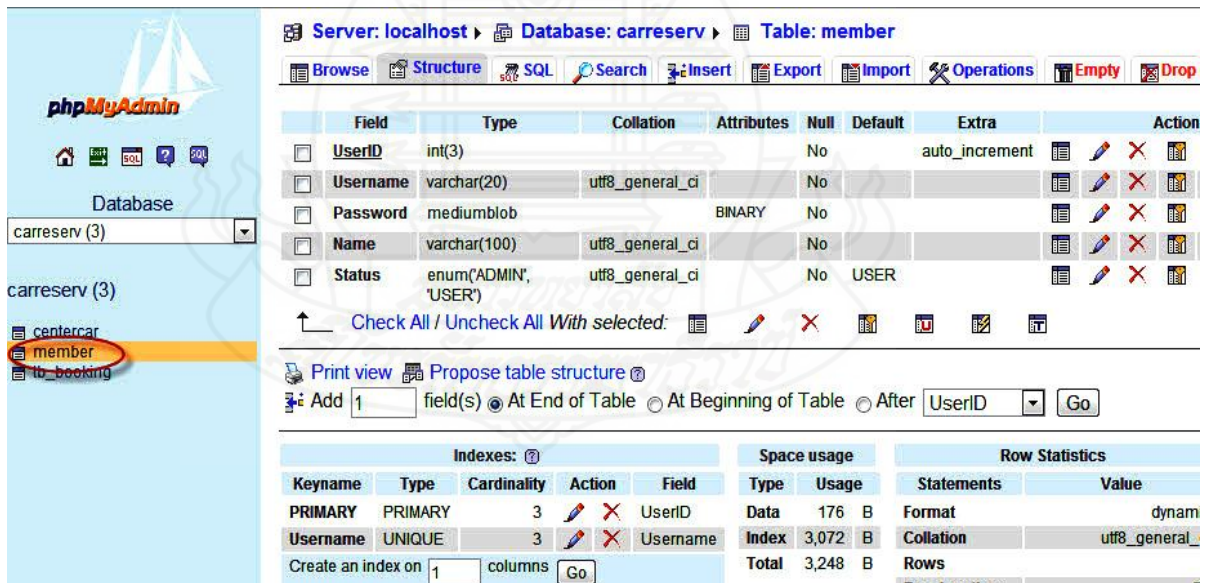 Server: localhost ▸ Database: carreserv ▸ Table: member
Browse Structure SQL Search Insert Export Import Operations Empty Drop
phpMyAdmin
Database
carreserv (3)
carreserv (3)
centercar
member
tb_booking
Field Type Collation Attributes Null Default Extra Action
UserID int(3) No auto_increment
Username varchar(20) utf8_general_ci No
Password mediumblob BINARY No
Name varchar(100) utf8_general_ci No
Status enum('ADMIN', 'USER') utf8_general_ci No USER
Check All / Uncheck All With selected:
Print view Propose table structure
Add 1 field(s) At End of Table At Beginning of Table After UserID Go
Indexes:
Keyname Type Cardinality Action Field
PRIMARY PRIMARY 3 UserID
Username UNIQUE 3 Username
Create an index on 1 columns Go
Space usage
Type Usage
Data 176 B
Index 3,072 B
Total 3,248 B
Row Statistics
Statements Value
Format dynami
Collation utf8_general_
Rows